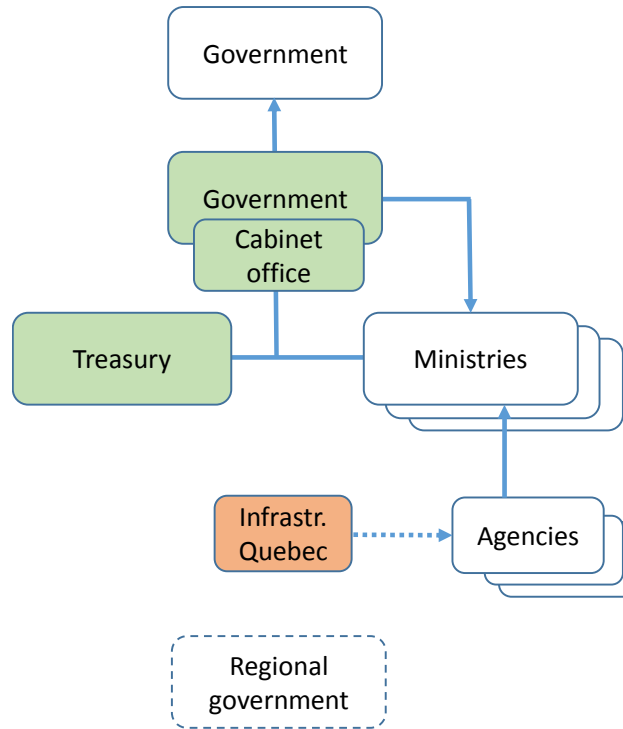 Government
Government
Cabinet
office
Treasury
Ministries
Infrastr.
Quebec
Agencies
Regional
government